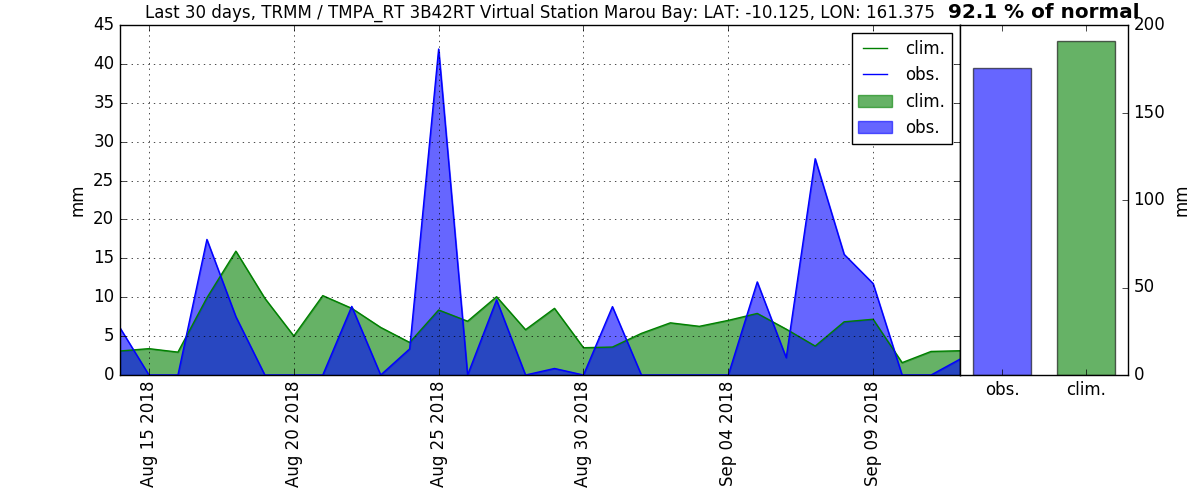 Last 30 days, TRMM / TMPA_RT 3B42RT Virtual Station Marou Bay: LAT: -10.125, LON: 161.375 92.1 % of normal
45
40
35
30
25
20
15
10
5
0
mm
clim.
obs.
clim.
obs.
Aug 15 2018
Aug 20 2018
Aug 25 2018
Aug 30 2018
Sep 04 2018
Sep 09 2018
200
150
100
50
0
mm
obs. clim.